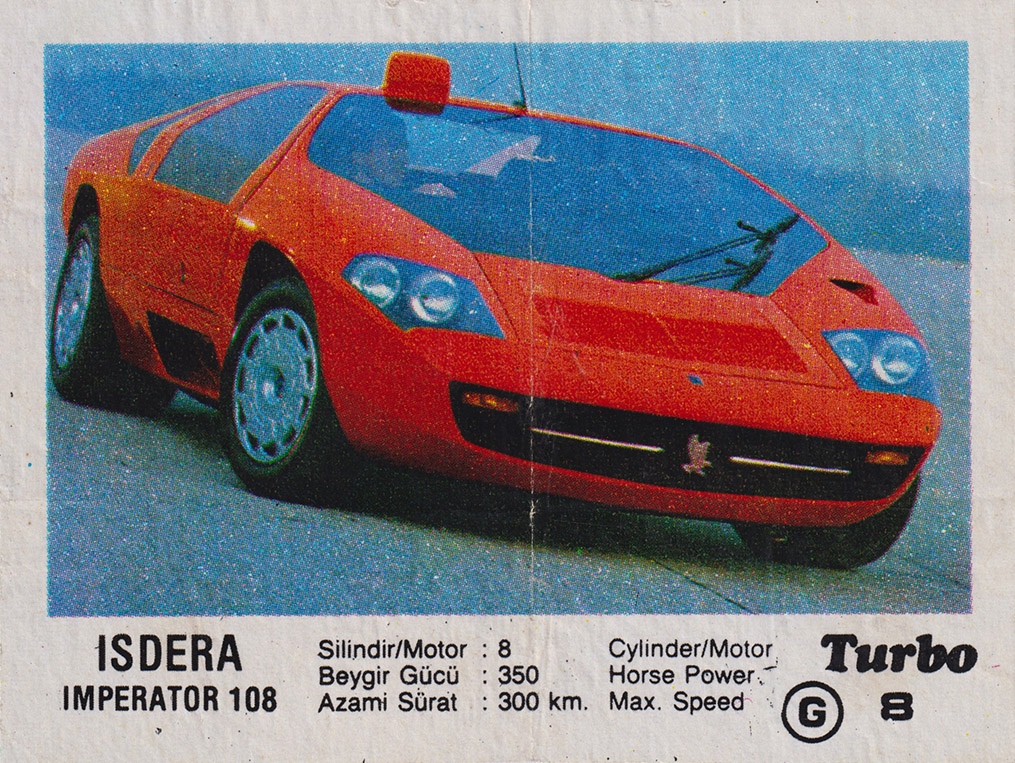 ISDERA
IMPERATOR 108
Silindir/Motor : 8 Cylinder/Motor
Beygir Gücü : 350 Horse Power
Azami Sürat : 300 km. Max. Speed
Turbo
G 8